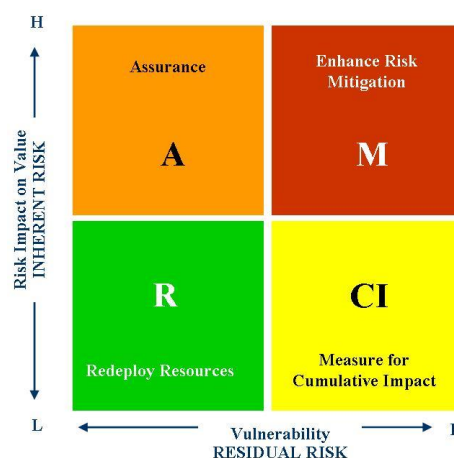 H
Assurance
Enhance Risk
Mitigation
A
M
Risk Impact on Value
INHERENT RISK
R
CI
Redeploy Resources
Measure for
Cumulative Impact
L
Vulnerability
RESIDUAL RISK